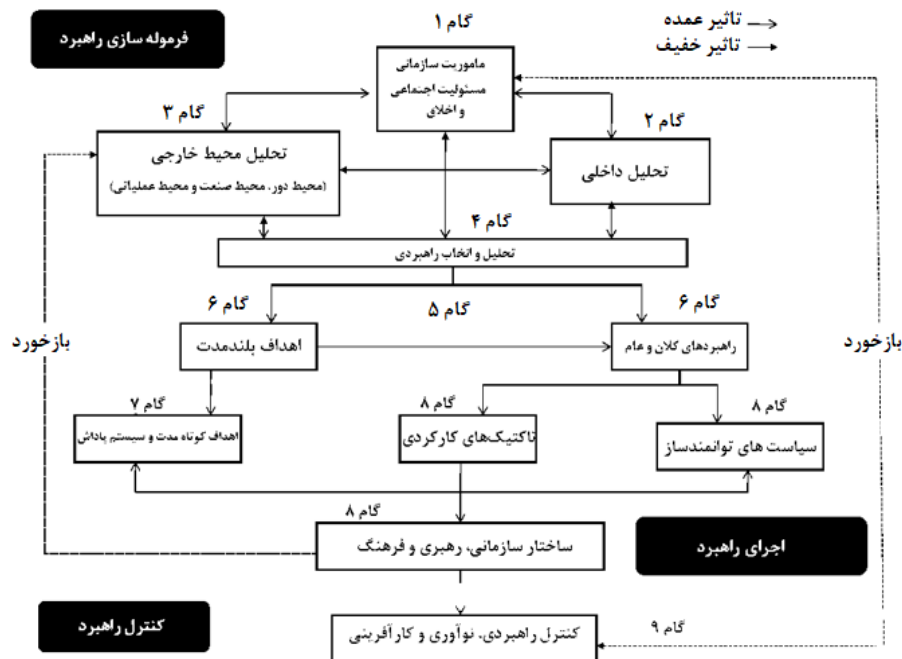 فرموله سازی راهبرد
گام ۱
تاثیر عمده
تاثیر خفیف
ماموریت سازمانی
مسئولیت اجتماعی
و اخلاق
گام ۳
گام ۲
تحلیل محیط خارجی
(محیط دور، محیط صنعت و محیط عملیاتی)
تحلیل داخلی
گام ۴
تحلیل و انتخاب راهبردی
گام ۶
گام ۵
گام ۶
بازخورد
اهداف بلندمدت
راهبردهای کلان و عام
بازخورد
گام ۷
گام ۸
گام ۸
اهداف کوتاه مدت و سیستم پاداش
تاکتیک‌های کارکردی
سیاست های توانمندساز
گام ۸
ساختار سازمانی، رهبری و فرهنگ
اجرای راهبرد
کنترل راهبرد
کنترل راهبردی، نوآوری و کارآفرینی
گام ۹